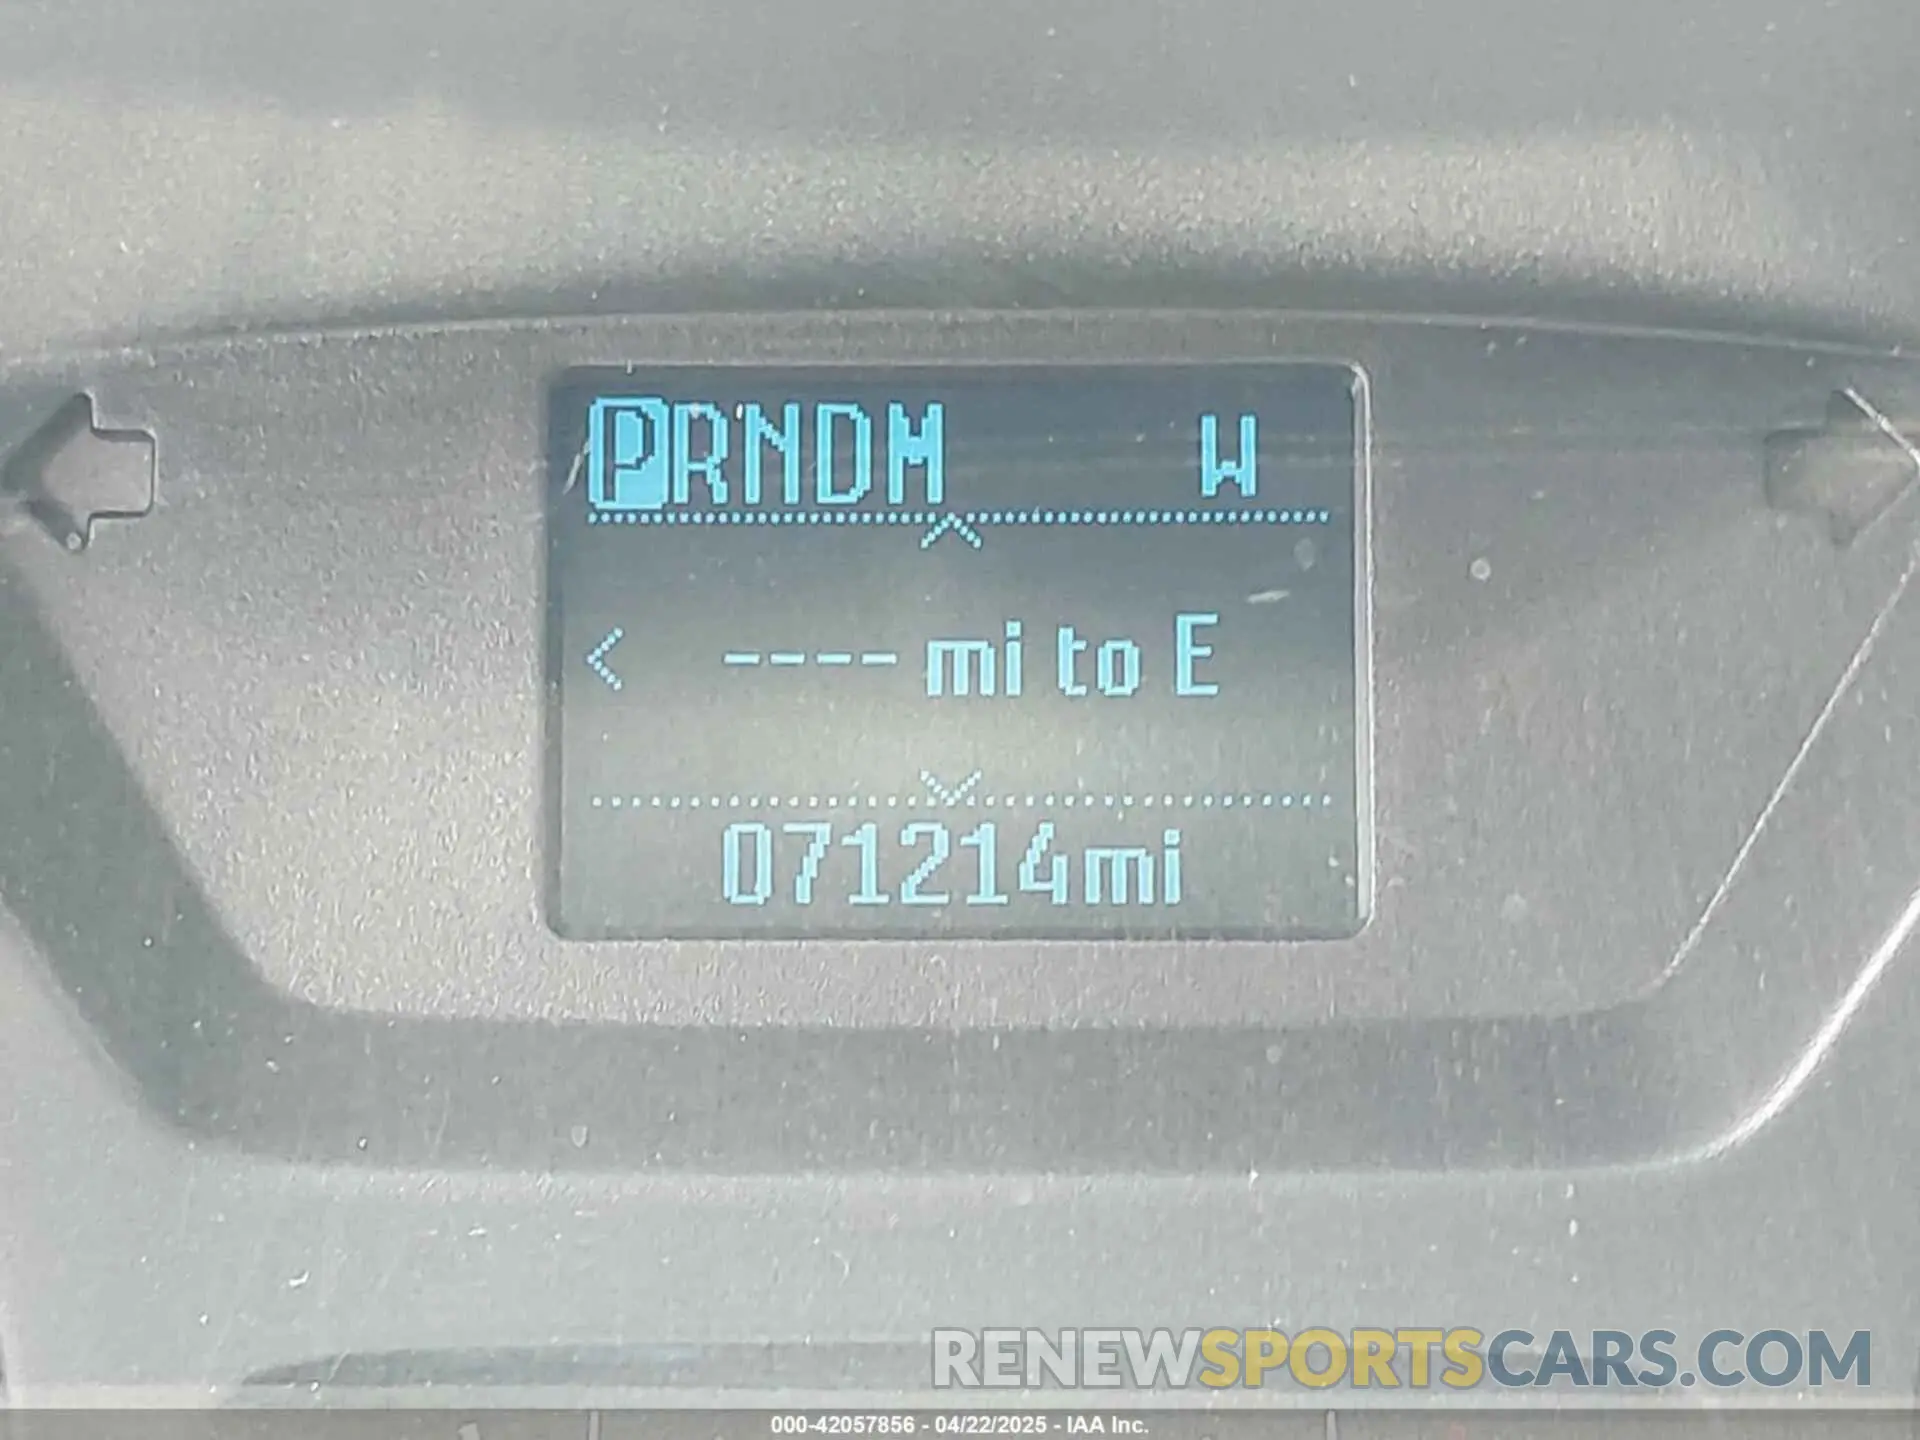 PRNDM W
---- mi to E
071214mi
RENEWSPORTSCARS.COM
000-42057856 - 04/22/2025 - IAA Inc.